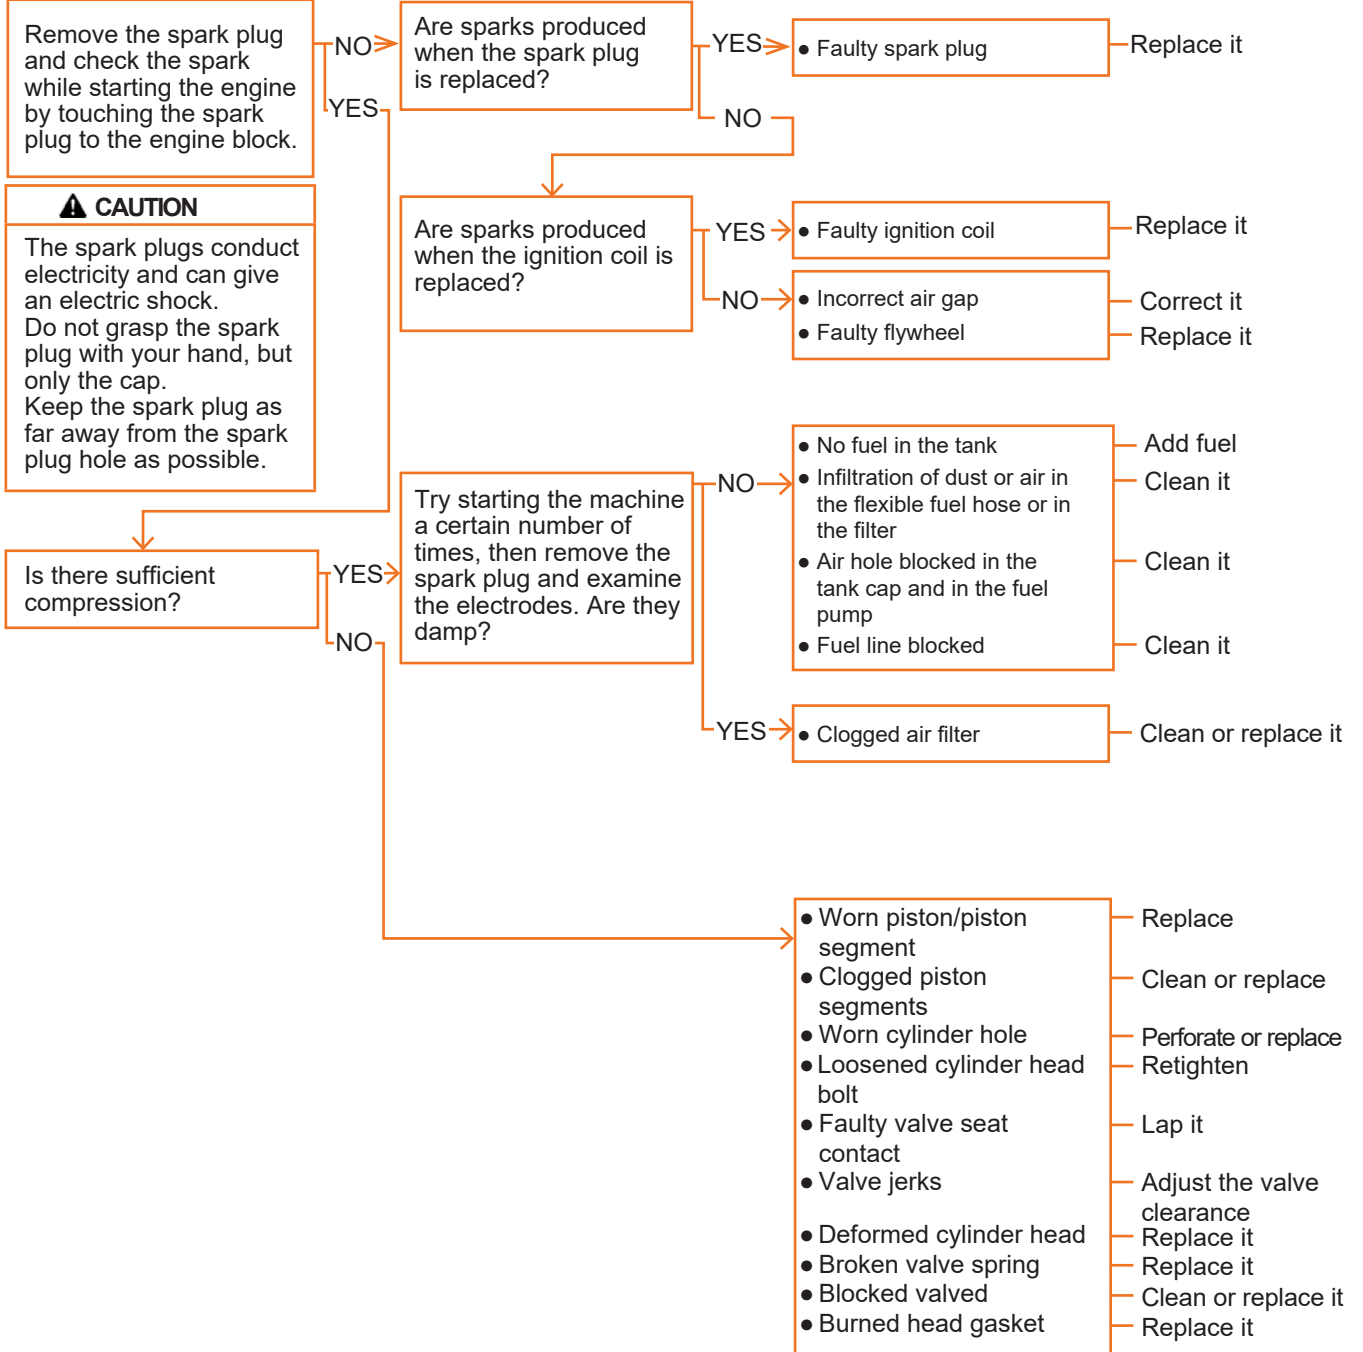 Remove the spark plug
and check the spark
while starting the engine
by touching the spark
plug to the engine block.
NO
YES
Are sparks produced
when the spark plug
is replaced?
YES
NO
● Faulty spark plug
Replace it
⚠ CAUTION
The spark plugs conduct
electricity and can give
an electric shock.
Do not grasp the spark
plug with your hand, but
only the cap.
Keep the spark plug as
far away from the spark
plug hole as possible.
Are sparks produced
when the ignition coil is
replaced?
YES
● Faulty ignition coil
Replace it
NO
● Incorrect air gap
Correct it
● Faulty flywheel
Replace it
Is there sufficient
compression?
YES
NO
Try starting the machine
a certain number of
times, then remove the
spark plug and examine
the electrodes. Are they
damp?
NO
● No fuel in the tank
Add fuel
● Infiltration of dust or air in
the flexible fuel hose or in
the filter
Clean it
● Air hole blocked in the
tank cap and in the fuel
pump
Clean it
● Fuel line blocked
Clean it
YES
● Clogged air filter
Clean or replace it
● Worn piston/piston
segment
Replace
● Clogged piston
segments
Clean or replace
● Worn cylinder hole
Perforate or replace
● Loosened cylinder head
bolt
Retighten
● Faulty valve seat
contact
Lap it
● Valve jerks
Adjust the valve
clearance
● Deformed cylinder head
Replace it
● Broken valve spring
Replace it
● Blocked valved
Clean or replace it
● Burned head gasket
Replace it